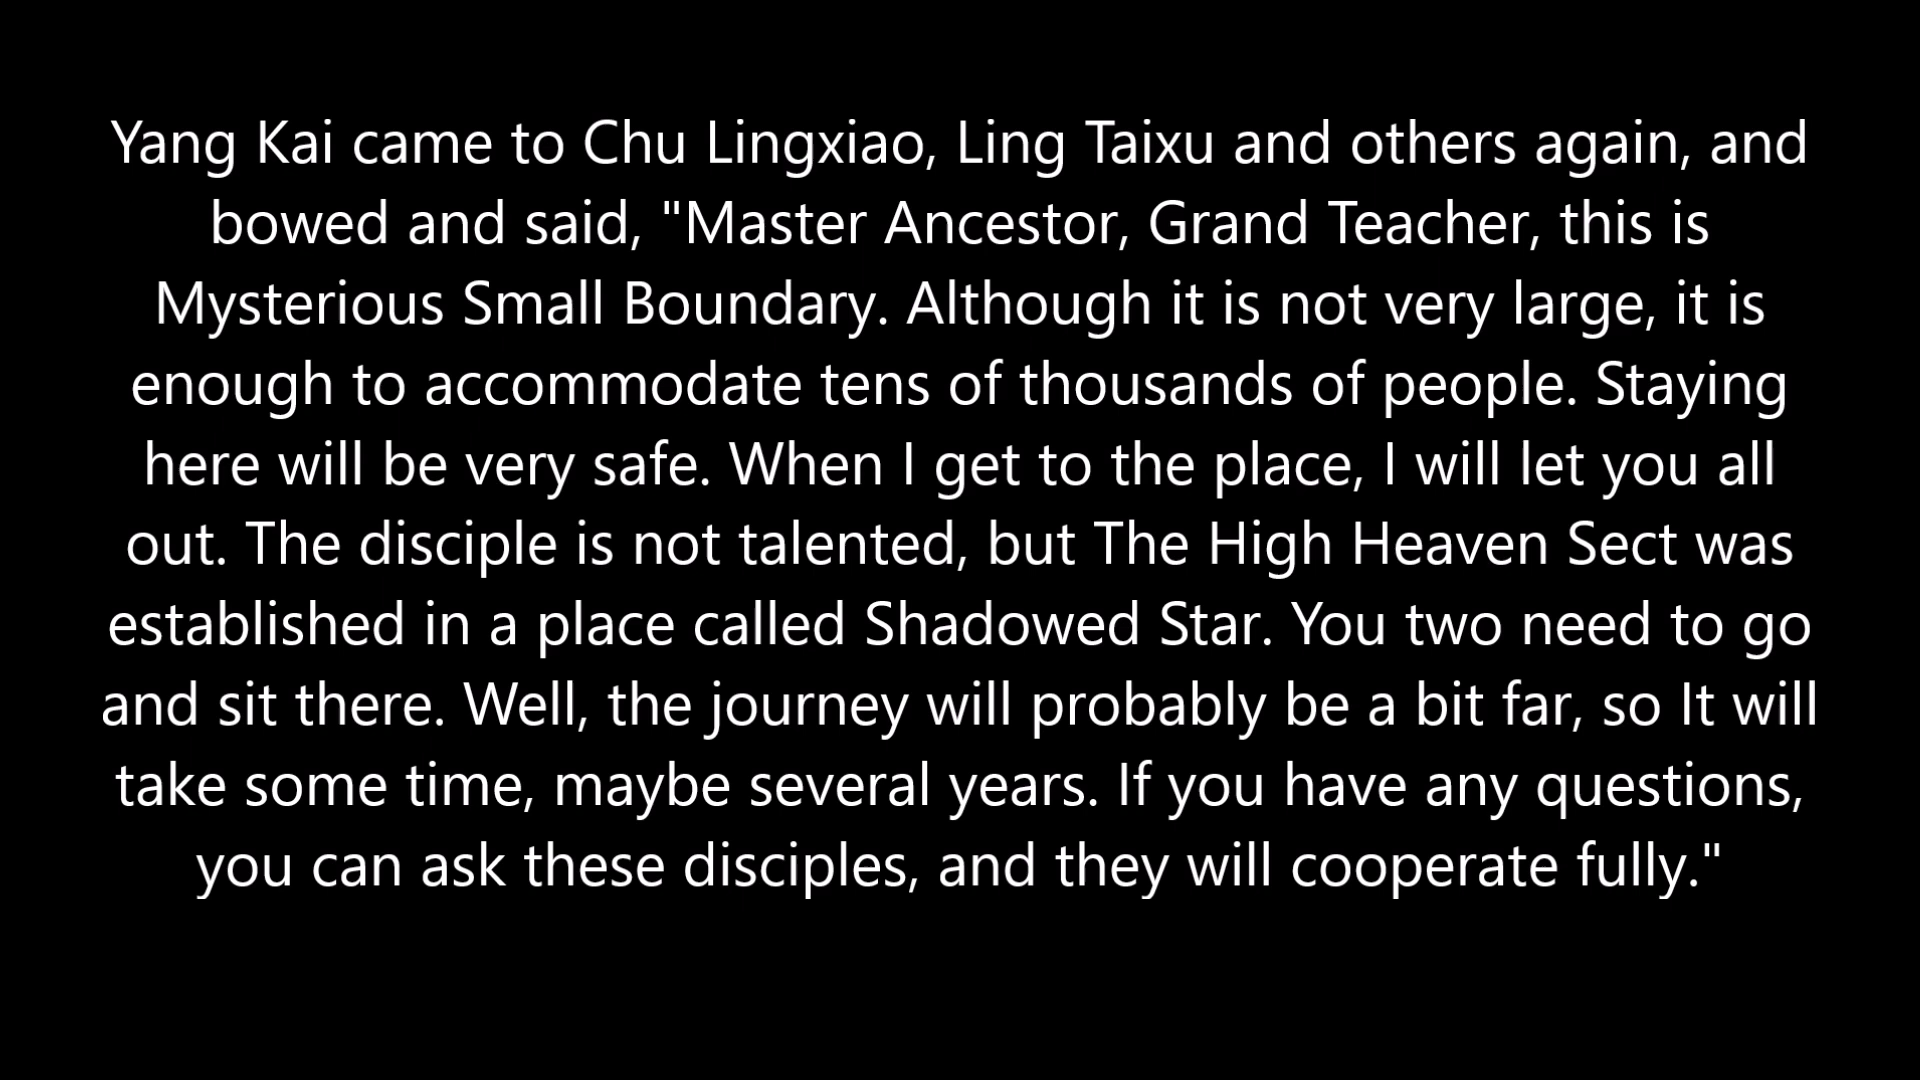 Yang Kai came to Chu Lingxiao, Ling Taixu and others again, and
bowed and said, "Master Ancestor, Grand Teacher, this is
Mysterious Small Boundary. Although it is not very large, it is
enough to accommodate tens of thousands of people. Staying
here will be very safe. When I get to the place, I will let you all
out. The disciple is not talented, but The High Heaven Sect was
established in a place called Shadowed Star. You two need to go
and sit there. Well, the journey will probably be a bit far, so It will
take some time, maybe several years. If you have any questions,
you can ask these disciples, and they will cooperate fully."